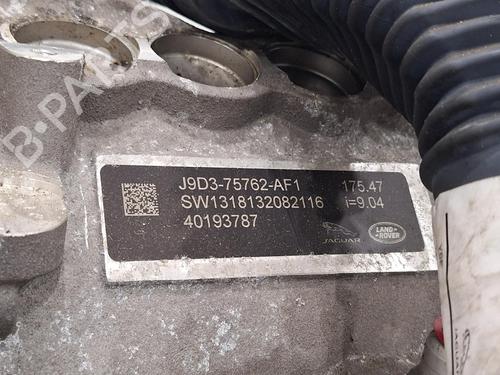 B-PARTS
J9D3-75762-AF1 175.47
SW1318132082116 i=9.04
40193787
JAGUAR
LAND ROVER